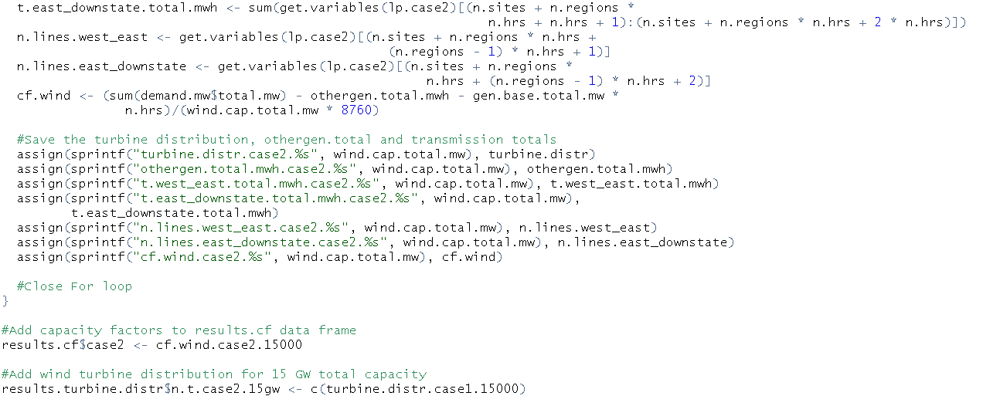 t.east_downstate.total.mwh <- sum(get.variables(lp.case2)[(n.sites + n.regions *
n.hrs + n.hrs + 1):(n.sites + n.regions * n.hrs + 2 * n.hrs)])
n.lines.west_east <- get.variables(lp.case2)[(n.sites + n.regions * n.hrs +
(n.regions - 1) * n.hrs + 1)]
n.lines.east_downstate <- get.variables(lp.case2)[(n.sites + n.regions *
n.hrs + (n.regions - 1) * n.hrs + 2)]
cf.wind <- (sum(demand.mw$total.mw) - othergen.total.mwh - gen.base.total.mw *
n.hrs)/(wind.cap.total.mw * 8760)
#Save the turbine distribution, othergen.total and transmission totals
assign(sprintf("turbine.distr.case2.%s", wind.cap.total.mw), turbine.distr)
assign(sprintf("othergen.total.mwh.case2.%s", wind.cap.total.mw), othergen.total.mwh)
assign(sprintf("t.west_east.total.mwh.case2.%s", wind.cap.total.mw), t.west_east.total.mwh)
assign(sprintf("t.east_downstate.total.mwh.case2.%s", wind.cap.total.mw),
t.east_downstate.total.mwh)
assign(sprintf("n.lines.west_east.case2.%s", wind.cap.total.mw), n.lines.west_east)
assign(sprintf("n.lines.east_downstate.case2.%s", wind.cap.total.mw), n.lines.east_downstate)
assign(sprintf("cf.wind.case2.%s", wind.cap.total.mw), cf.wind)
#Close For loop
}
#Add capacity factors to results.cf data frame
results.cf$case2 <- cf.wind.case2.15000
#Add wind turbine distribution for 15 GW total capacity
results.turbine.distr$n.t.case2.15gw <- c(turbine.distr.case1.15000)